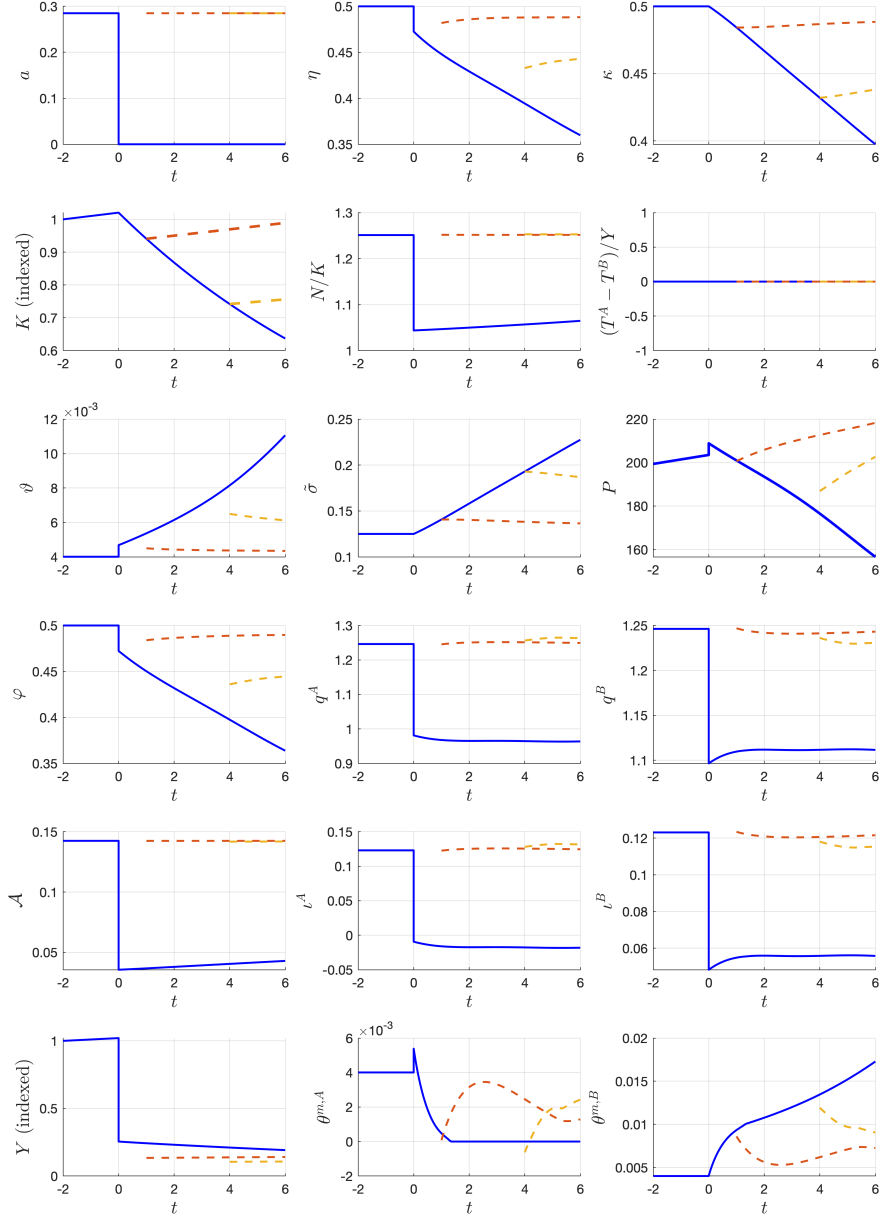 0.3
0.2
0.1
0
a
-2 0 2 4 6
t
0.5
0.45
0.4
0.35
η
-2 0 2 4 6
t
0.5
0.45
0.4
κ
-2 0 2 4 6
t
1
0.9
0.8
0.7
0.6
K (indexed)
-2 0 2 4 6
t
1.3
1.2
1.1
1
N/K
-2 0 2 4 6
t
1
0.5
0
-0.5
-1
(T^A − T^B)/Y
-2 0 2 4 6
t
×10^-3
12
10
8
6
4
ϑ
-2 0 2 4 6
t
0.25
0.2
0.15
0.1
σ̃
-2 0 2 4 6
t
220
200
180
160
P
-2 0 2 4 6
t
0.5
0.45
0.4
0.35
φ
-2 0 2 4 6
t
1.3
1.2
1.1
1
0.9
q^A
-2 0 2 4 6
t
1.25
1.2
1.15
1.1
q^B
-2 0 2 4 6
t
0.15
0.1
0.05
𝒜
-2 0 2 4 6
t
0.15
0.1
0.05
0
-0.05
ι^A
-2 0 2 4 6
t
0.12
0.1
0.08
0.06
ι^B
-2 0 2 4 6
t
1
0.5
0
Y (indexed)
-2 0 2 4 6
t
×10^-3
6
4
2
0
-2
θ^{m,A}
-2 0 2 4 6
t
0.02
0.015
0.01
0.005
θ^{m,B}
-2 0 2 4 6
t